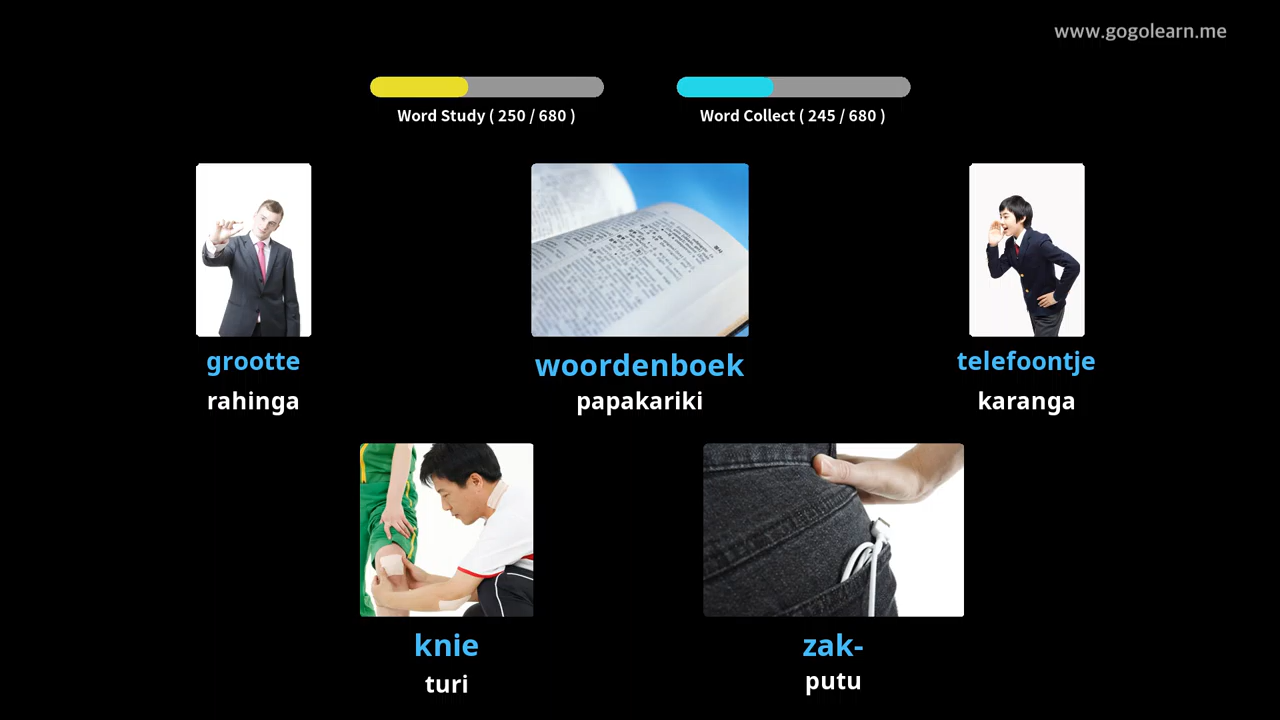 www.gogolearn.me
Word Study ( 250 / 680 )
Word Collect ( 245 / 680 )
grootte
woordenboek
telefoontje
rahinga
papakariki
karanga
knie
zak-
turi
putu